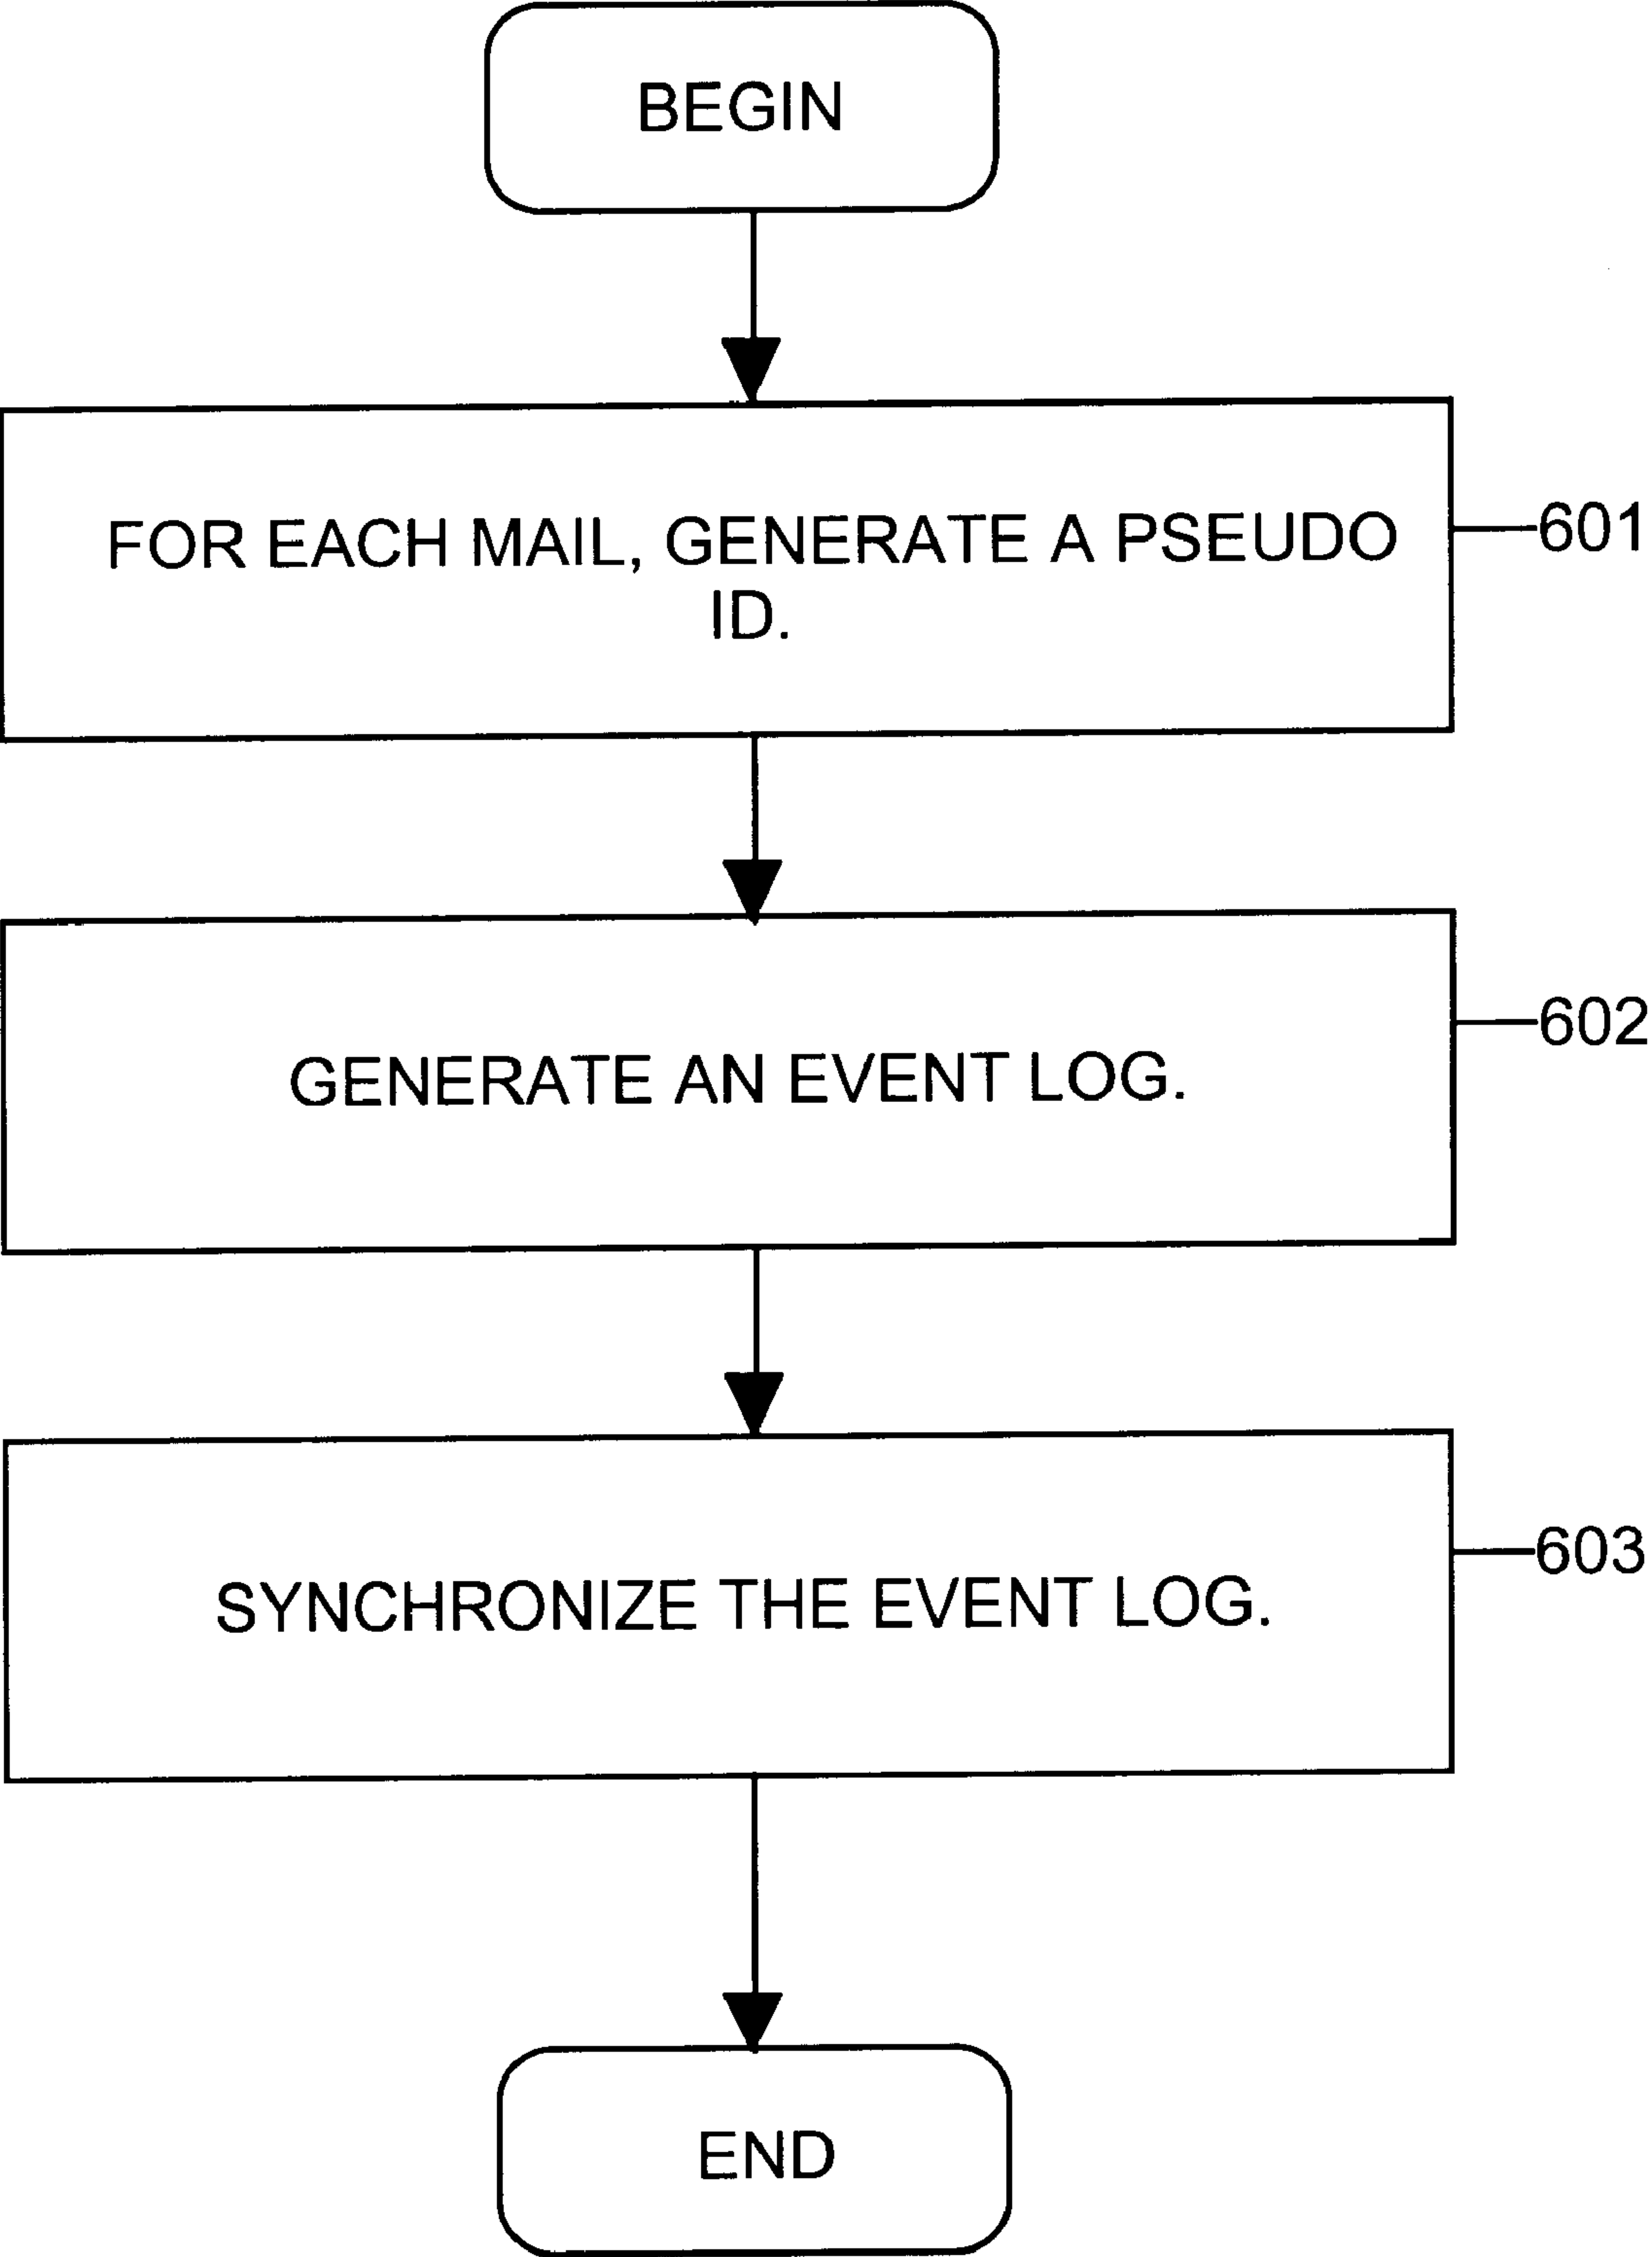 BEGIN
FOR EACH MAIL, GENERATE A PSEUDO
ID.
601
GENERATE AN EVENT LOG.
602
SYNCHRONIZE THE EVENT LOG.
603
END